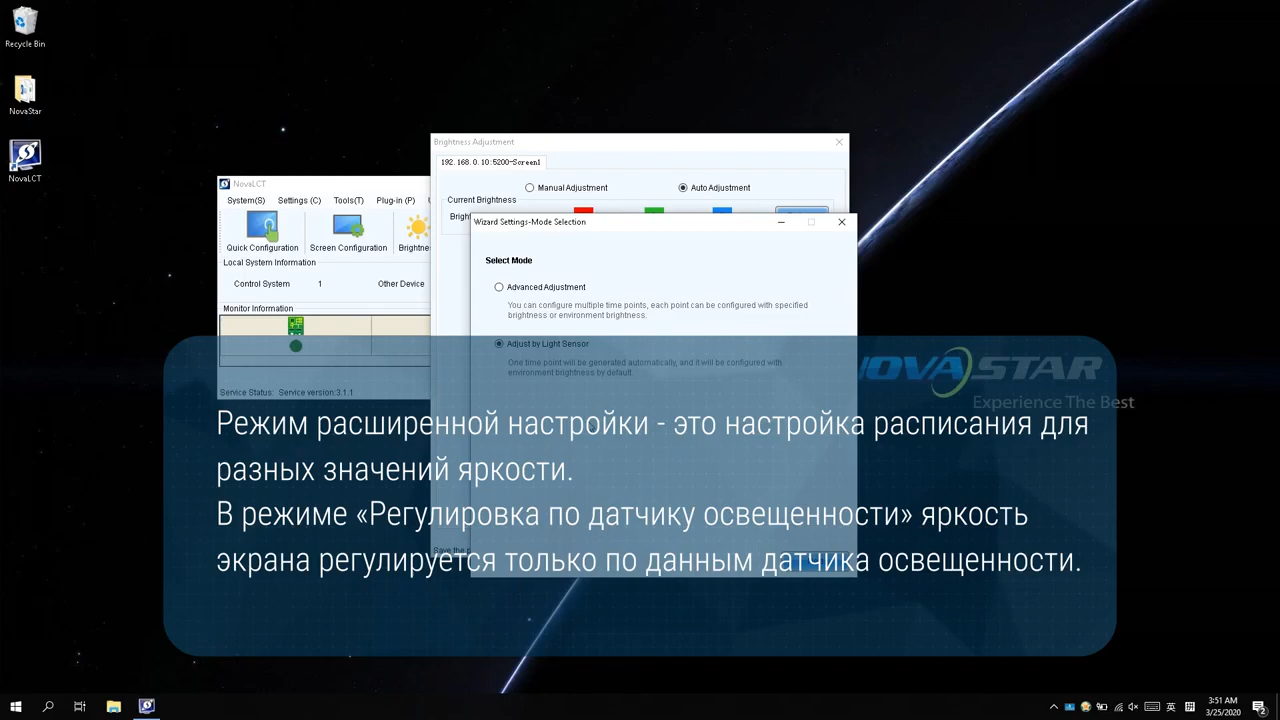 Recycle Bin
NovaStar
NovaLCT
Brightness Adjustment
192.168.0.10:5200-Screen1
Manual Adjustment
Auto Adjustment
Current Brightness
NovaLCT
System(S) Settings (C) Tools(T) Plug-in (P)
Quick Configuration
Screen Configuration
Local System Information
Control System 1 Other Device
Monitor Information
Service Status: Service version:3.1.1
Wizard Settings-Mode Selection
Select Mode
Advanced Adjustment
You can configure multiple time points, each point can be configured with specified
brightness or environment brightness.
Adjust by Light Sensor
One time point will be generated automatically, and it will be configured with
environment brightness by default.
NOVASTAR
Experience The Best
Режим расширенной настройки - это настройка расписания для
разных значений яркости.
В режиме «Регулировка по датчику освещенности» яркость
экрана регулируется только по данным датчика освещенности.
Save the
英
拼
3:51 AM
3/25/2020
2